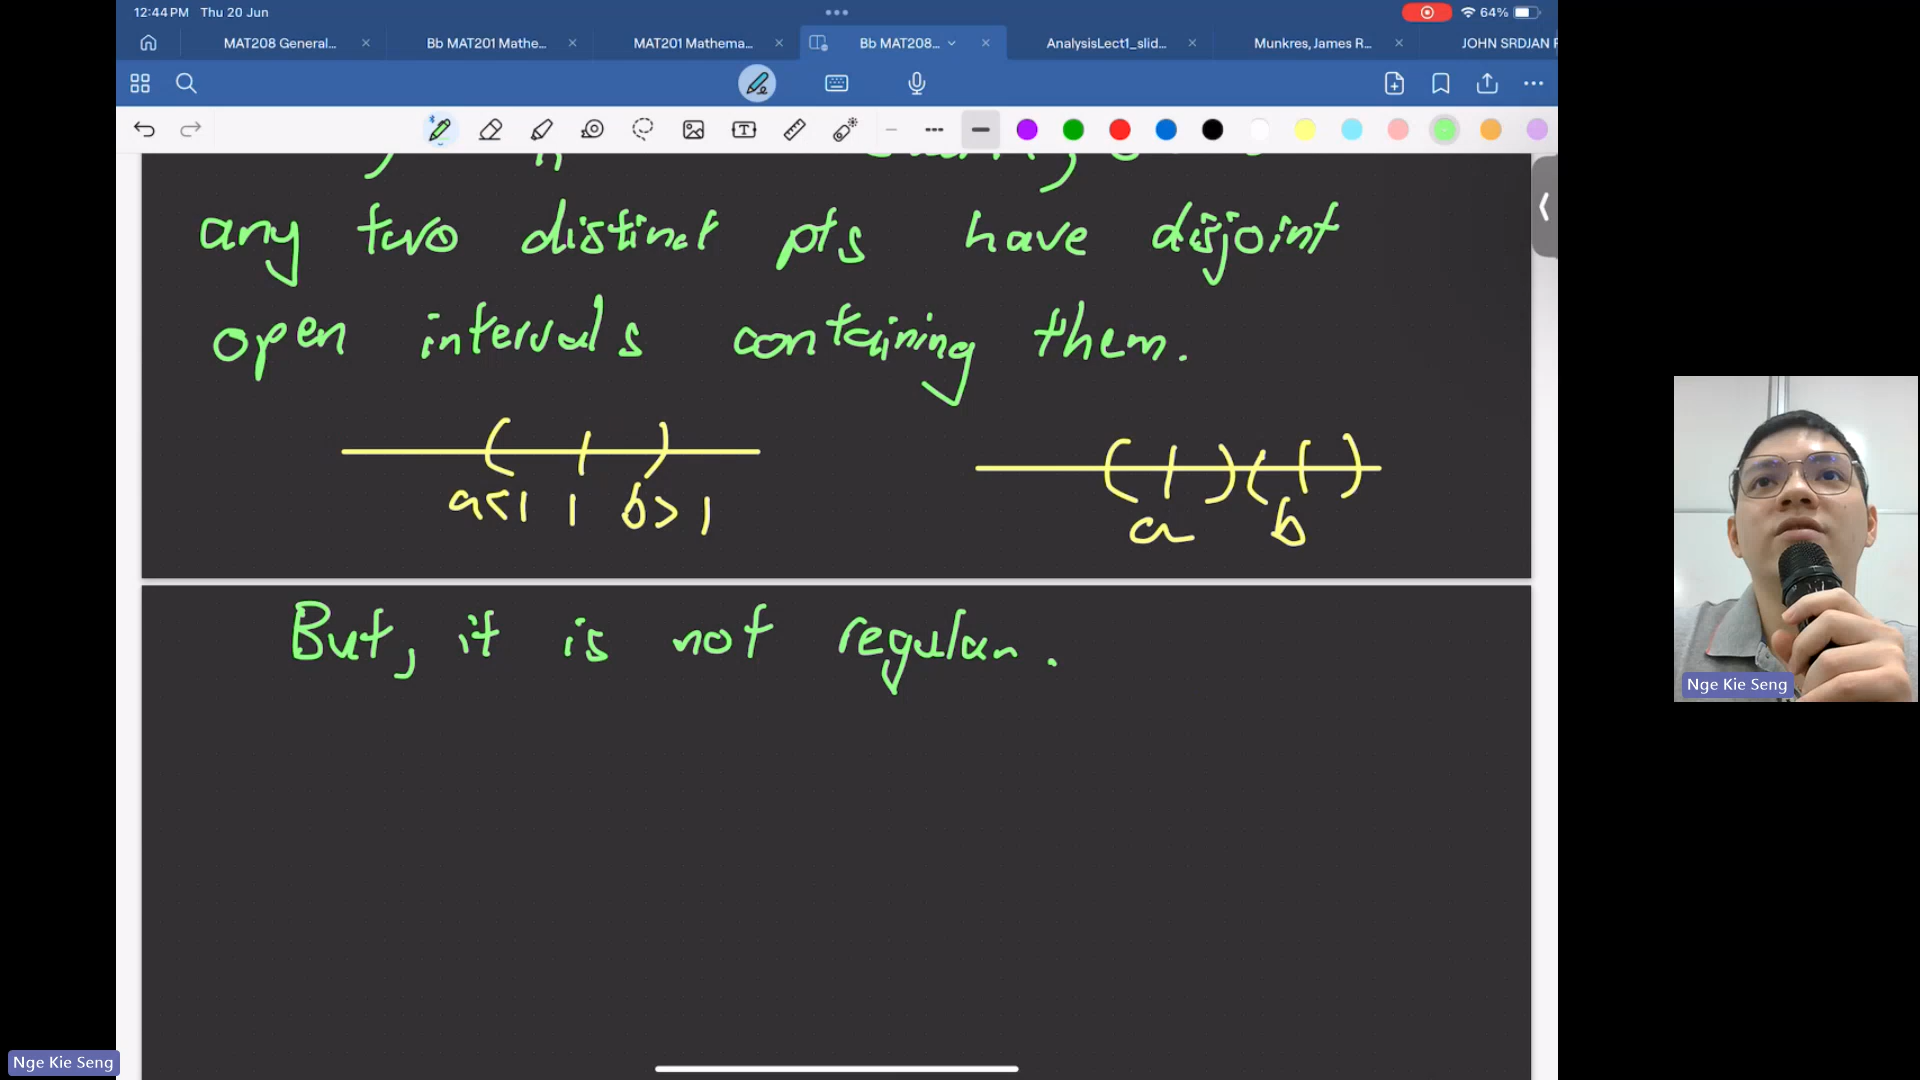 12:44 PM Thu 20 Jun
64%
MAT208 General...
Bb MAT201 Mathe...
MAT201 Mathema...
Bb MAT208...
AnalysisLect1_slid...
Munkres, James R...
JOHN SRDJAN
any two distinct pts have disjoint
open intervals containing them.
a<1 1 b>1
a b
But, it is not regular.
Nge Kie Seng
Nge Kie Seng